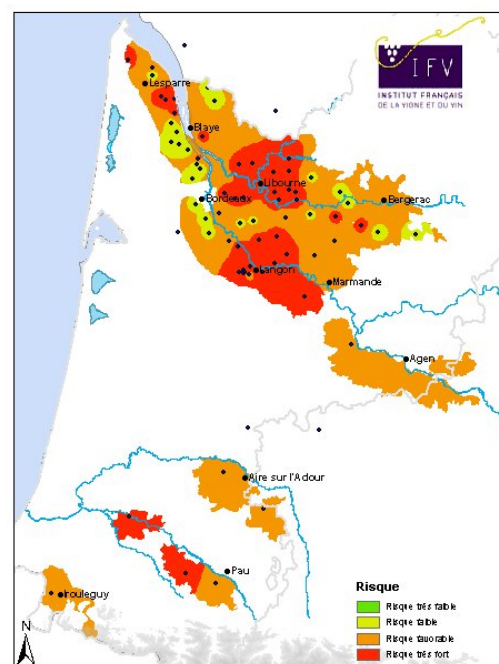 IFV
INSTITUT FRANÇAIS
DE LA VIGNE ET DU VIN
Lesparre
Blaye
Libourne
Bordeaux
Bergerac
Langon
Marmande
Agen
Aire sur l'Adour
Pau
Irouleguy
N
Risque
Risque très faible
Risque faible
Risque favorable
Risque très fort